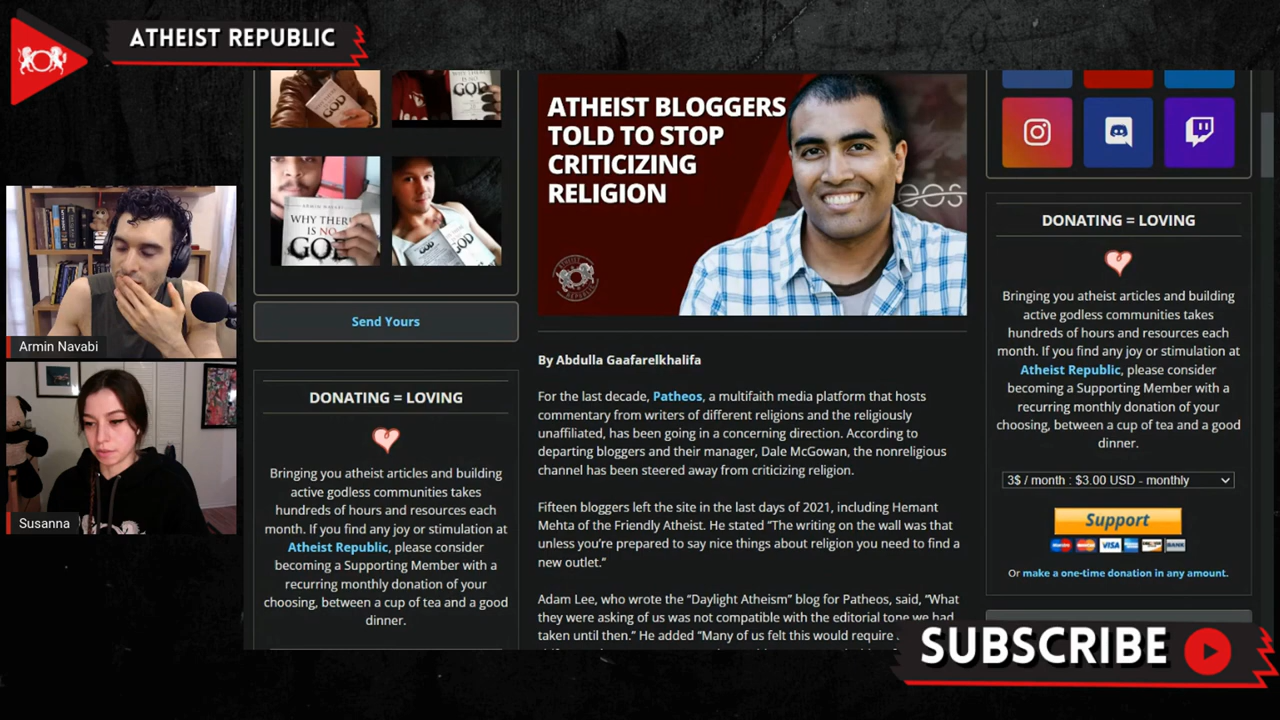 ATHEIST REPUBLIC
Armin Navabi
Susanna
WHY THERE IS NO
GOD
WHY THERE
IS NO
GOD
GOD
GOD
Send Yours
DONATING = LOVING
Bringing you atheist articles and building
active godless communities takes
hundreds of hours and resources each
month. If you find any joy or stimulation at
Atheist Republic, please consider
becoming a Supporting Member with a
recurring monthly donation of your
choosing, between a cup of tea and a good
dinner.
ATHEIST BLOGGERS
TOLD TO STOP
CRITICIZING
RELIGION
By Abdulla Gaafarelkhalifa
For the last decade, Patheos, a multifaith media platform that hosts
commentary from writers of different religions and the religiously
unaffiliated, has been going in a concerning direction. According to
departing bloggers and their manager, Dale McGowan, the nonreligious
channel has been steered away from criticizing religion.
Fifteen bloggers left the site in the last days of 2021, including Hemant
Mehta of the Friendly Atheist. He stated “The writing on the wall was that
unless you’re prepared to say nice things about religion you need to find a
new outlet.”
Adam Lee, who wrote the “Daylight Atheism” blog for Patheos, said, “What
they were asking of us was not compatible with the editorial tone we had
taken until then.” He added “Many of us felt this would require
DONATING = LOVING
Bringing you atheist articles and building
active godless communities takes
hundreds of hours and resources each
month. If you find any joy or stimulation at
Atheist Republic, please consider
becoming a Supporting Member with a
recurring monthly donation of your
choosing, between a cup of tea and a good
dinner.
3$ / month : $3.00 USD - monthly
Support
VISA
BANK
Or make a one-time donation in any amount.
SUBSCRIBE